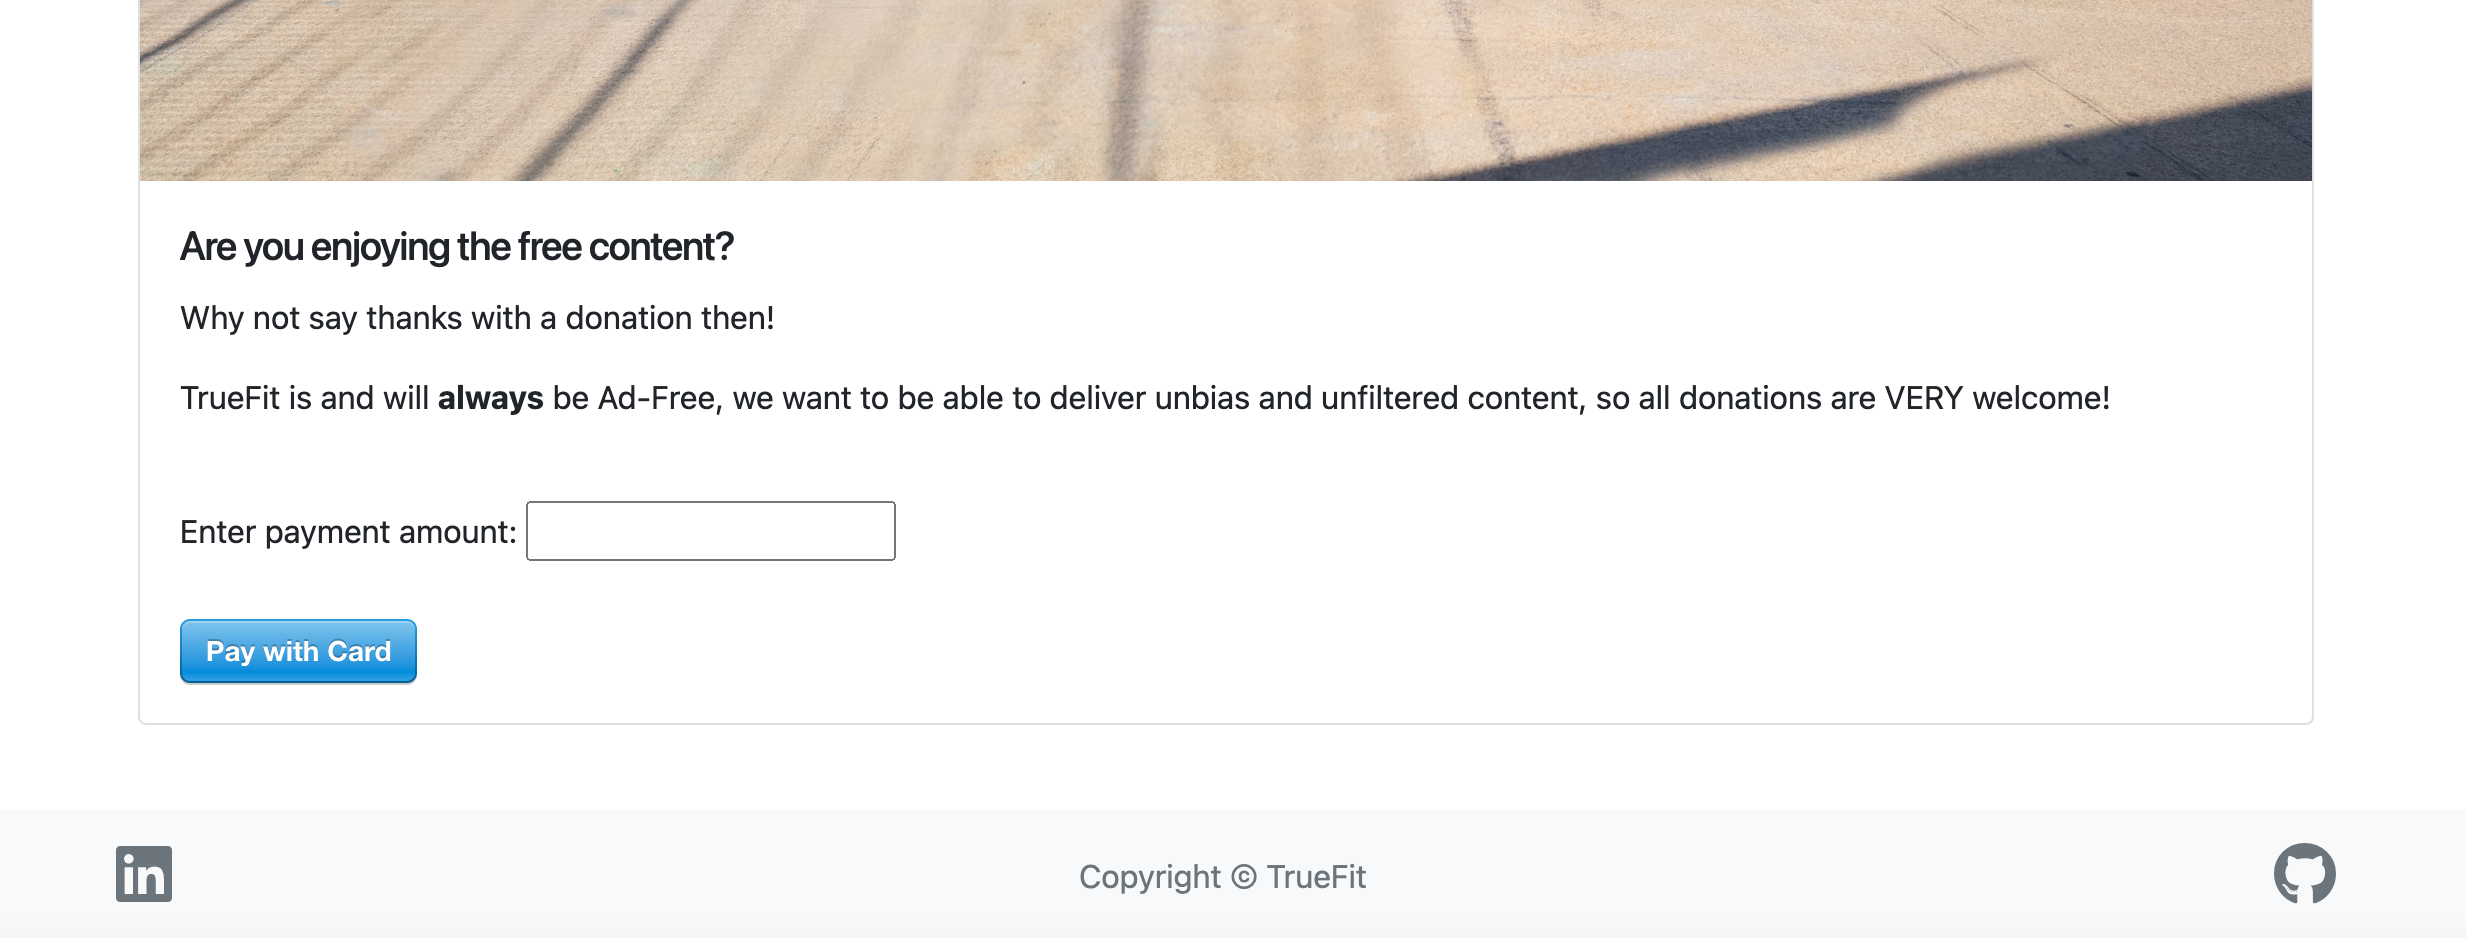 Are you enjoying the free content?
Why not say thanks with a donation then!
TrueFit is and will always be Ad-Free, we want to be able to deliver unbias and unfiltered content, so all donations are VERY welcome!
Enter payment amount:
Pay with Card
in
Copyright © TrueFit